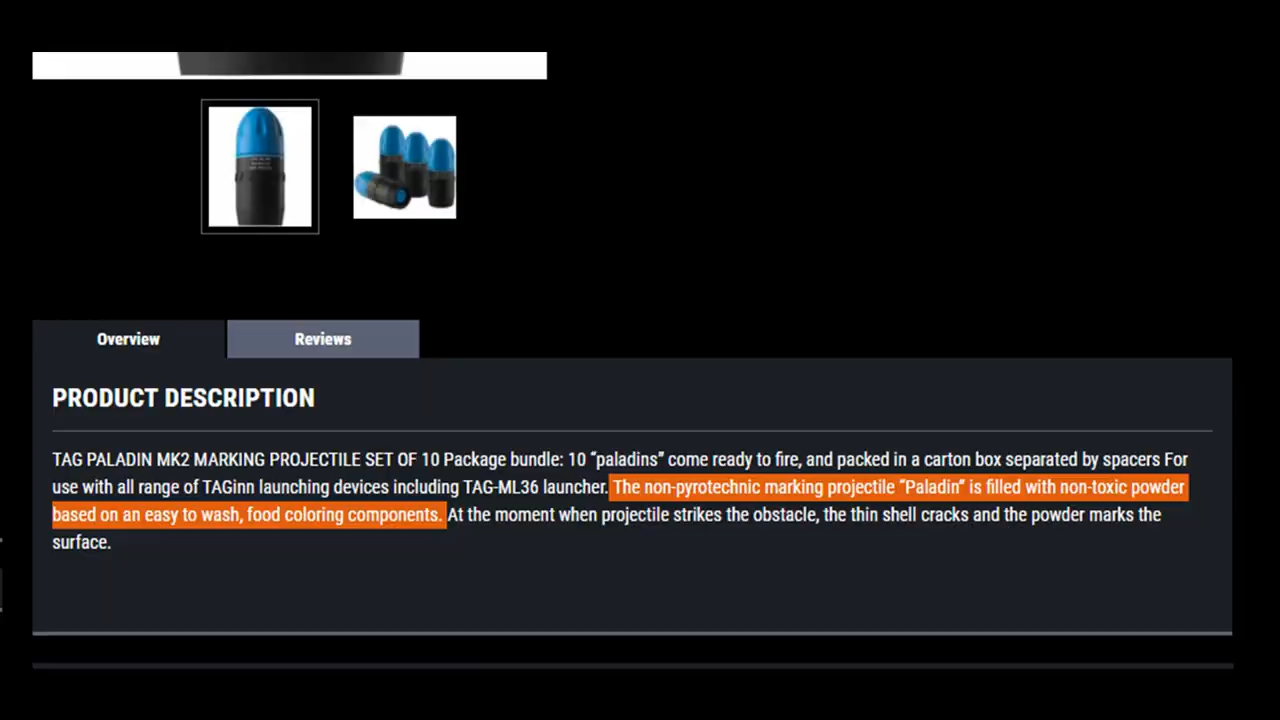 Overview
Reviews
PRODUCT DESCRIPTION
TAG PALADIN MK2 MARKING PROJECTILE SET OF 10 Package bundle: 10 “paladins” come ready to fire, and packed in a carton box separated by spacers For
use with all range of TAGinn launching devices including TAG-ML36 launcher. The non-pyrotechnic marking projectile “Paladin” is filled with non-toxic powder
based on an easy to wash, food coloring components. At the moment when projectile strikes the obstacle, the thin shell cracks and the powder marks the
surface.